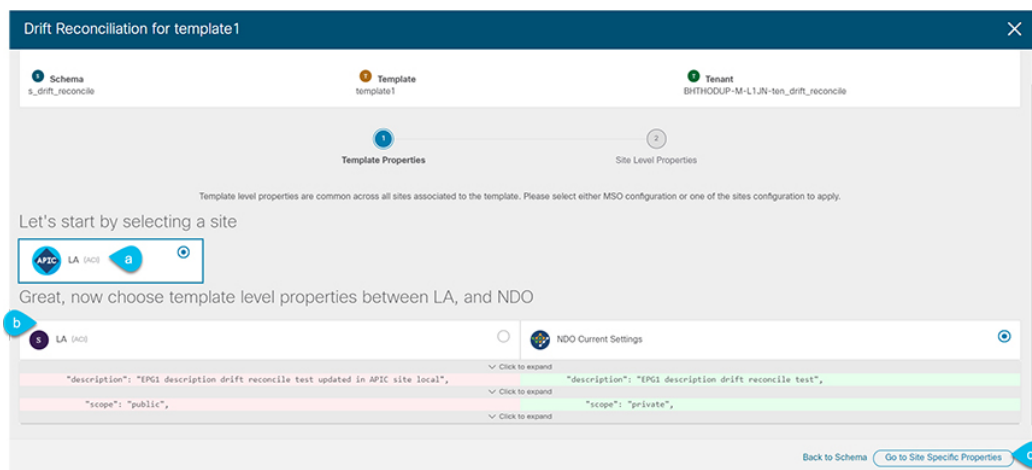 Drift Reconciliation for template1
S Schema
s_drift_reconcile
T Template
template1
T Tenant
BHTHODUP-M-L1JN-ten_drift_reconcile
1
Template Properties
2
Site Level Properties
Template level properties are common across all sites associated to the template. Please select either MSO configuration or one of the sites configuration to apply.
Let's start by selecting a site
APIC LA (ACI) a
Great, now choose template level properties between LA, and NDO
b
S LA (ACI)
NDO Current Settings
Click to expand
"description": "EPG1 description drift reconcile test updated in APIC site local", "description": "EPG1 description drift reconcile test",
Click to expand
"scope": "public", "scope": "private",
Click to expand
Back to Schema Go to Site Specific Properties